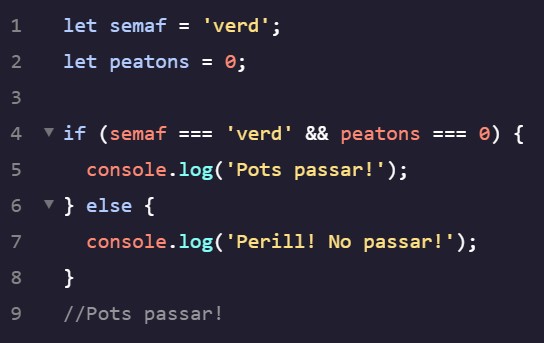 1 let semaf = 'verd';
2 let peatons = 0;
3
4 if (semaf === 'verd' && peatons === 0) {
5 console.log('Pots passar!');
6 } else {
7 console.log('Perill! No passar!');
8 }
9 //Pots passar!